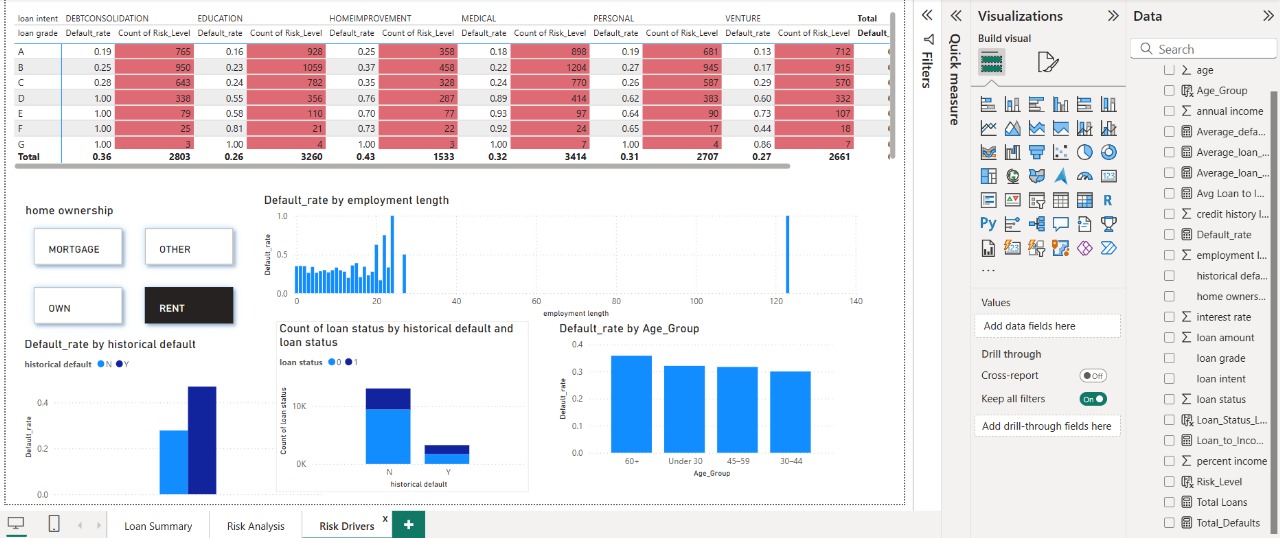 loan intent DEBTCONSOLIDATION EDUCATION HOMEIMPROVEMENT MEDICAL PERSONAL VENTURE Total
loan grade Default_rate Count of Risk_Level Default_rate Count of Risk_Level Default_rate Count of Risk_Level Default_rate Count of Risk_Level Default_rate Count of Risk_Level Default_rate Count of Risk_Level Default_
A 0.19 765 0.16 928 0.25 358 0.18 898 0.19 681 0.13 712
B 0.25 950 0.23 1059 0.37 458 0.22 1204 0.27 945 0.17 915
C 0.28 643 0.24 782 0.35 328 0.24 770 0.26 587 0.29 570
D 1.00 338 0.55 356 0.76 287 0.89 414 0.62 383 0.60 332
E 1.00 79 0.58 110 0.70 77 0.93 97 0.64 90 0.73 107
F 1.00 25 0.81 21 0.73 22 0.92 24 0.65 17 0.44 18
G 1.00 3 1.00 4 1.00 3 1.00 7 1.00 4 0.86 7
Total 0.36 2803 0.26 3260 0.43 1533 0.32 3414 0.31 2707 0.27 2661
home ownership
MORTGAGE
OTHER
OWN
RENT
Default_rate by employment length
Default_rate
1.0
0.5
0.0
0 20 40 60 80 100 120 140
employment length
Default_rate by historical default
historical default N Y
Default_rate
0.4
0.2
0.0
Count of loan status by historical default and
loan status
loan status 0 1
Count of loan status
10K
0K
N Y
historical default
Default_rate by Age_Group
Default_rate
0.4
0.3
0.2
0.1
0.0
60+ Under 30 45–59 30–44
Age_Group
Loan Summary
Risk Analysis
Risk Drivers x
+
Filters
Quick measure
Visualizations
Build visual
123
R
Py
...
Values
Add data fields here
Drill through
Cross-report Off
Keep all filters On
Add drill-through fields here
Data
Search
age
Age_Group
annual income
Average_defa...
Average_loan_...
Average_loan_...
Avg Loan to I...
credit history l...
Default_rate
employment l...
historical defa...
home owners...
interest rate
loan amount
loan grade
loan intent
loan status
Loan_Status_L...
Loan_to_Inco...
percent income
Risk_Level
Total Loans
Total_Defaults